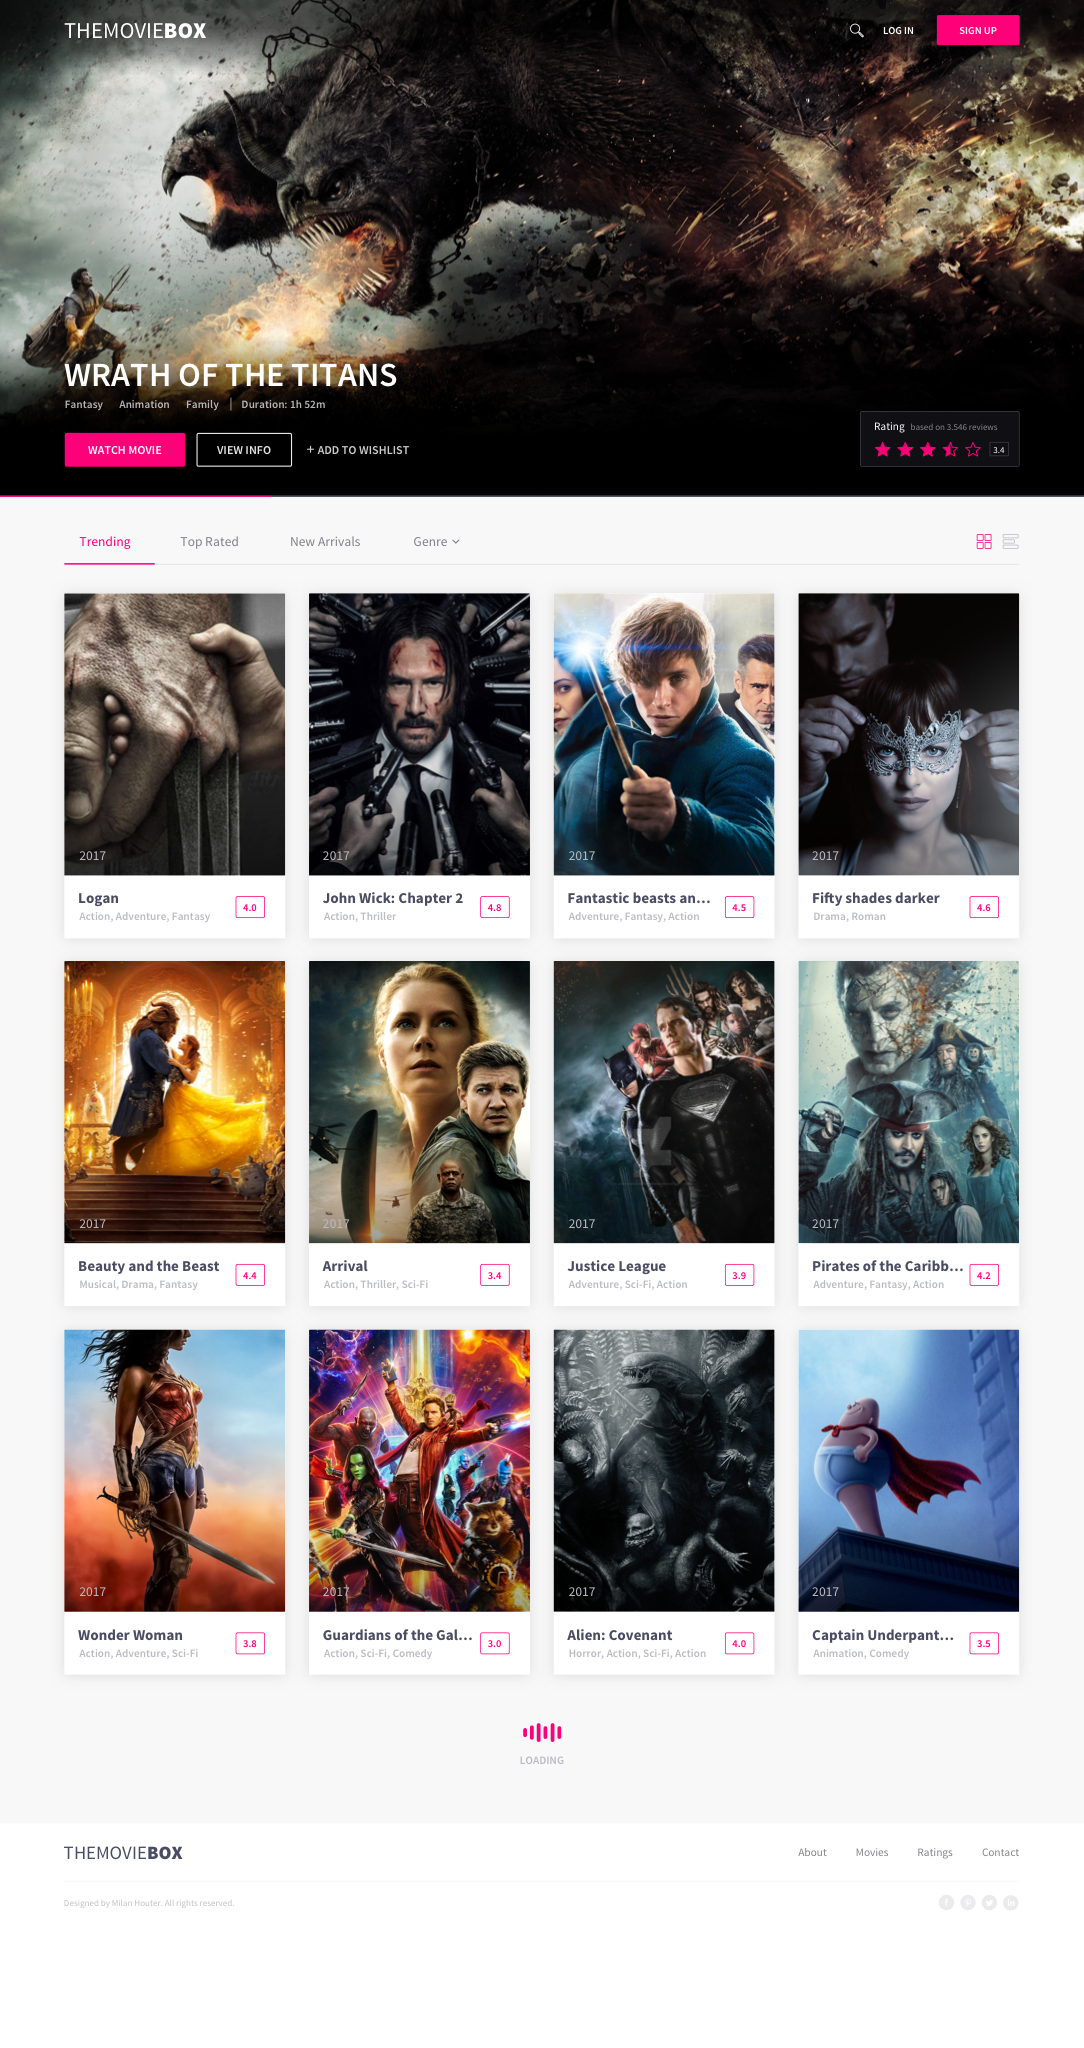 THEMOVIEBOX
LOG IN
SIGN UP
WRATH OF THE TITANS
Fantasy Animation Family | Duration: 1h 52m
WATCH MOVIE
VIEW INFO
+ ADD TO WISHLIST
Rating based on 3.546 reviews
3.4
Trending
Top Rated
New Arrivals
Genre
2017
2017
2017
2017
Logan
Action, Adventure, Fantasy
4.0
John Wick: Chapter 2
Action, Thriller
4.8
Fantastic beasts an...
Adventure, Fantasy, Action
4.5
Fifty shades darker
Drama, Roman
4.6
2017
2017
2017
2017
Beauty and the Beast
Musical, Drama, Fantasy
4.4
Arrival
Action, Thriller, Sci-Fi
3.4
Justice League
Adventure, Sci-Fi, Action
3.9
Pirates of the Caribb...
Adventure, Fantasy, Action
4.2
2017
2017
2017
2017
Wonder Woman
Action, Adventure, Sci-Fi
3.8
Guardians of the Gal...
Action, Sci-Fi, Comedy
3.0
Alien: Covenant
Horror, Action, Sci-Fi, Action
4.0
Captain Underpant...
Animation, Comedy
3.5
LOADING
THEMOVIEBOX
About
Movies
Ratings
Contact
Designed by Milan Houter. All rights reserved.